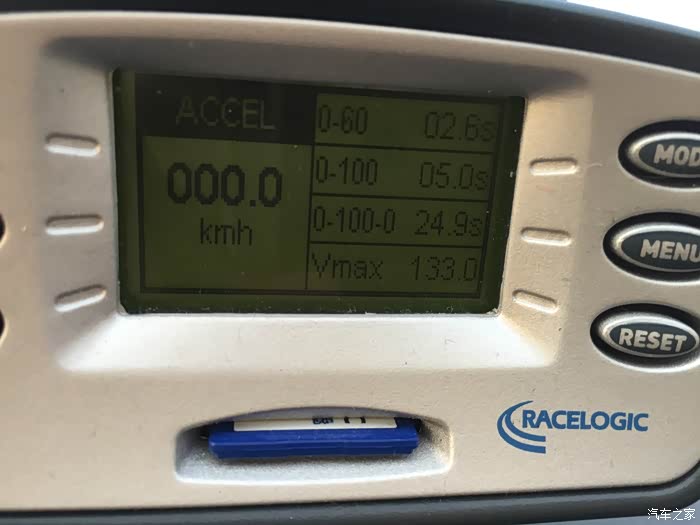 ACCEL
000.0
kmh
0-60 02.6s
0-100 05.0s
0-100-0 24.9s
Vmax 133.0
MOD
MENU
RESET
RACELOGIC
汽车之家